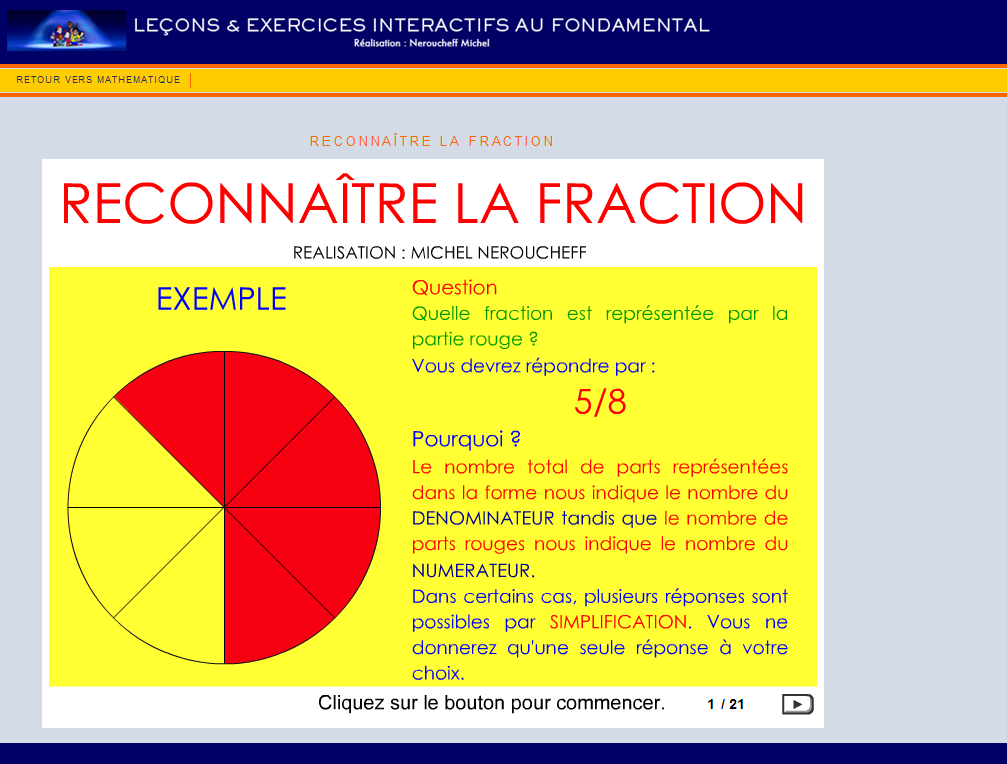 LEÇONS & EXERCICES INTERACTIFS AU FONDAMENTAL
Réalisation : Neroucheff Michel
RETOUR VERS MATHEMATIQUE
RECONNAÎTRE LA FRACTION
RECONNAÎTRE LA FRACTION
REALISATION : MICHEL NEROUCHEFF
EXEMPLE
Question
Quelle fraction est représentée par la
partie rouge ?
Vous devrez répondre par :
5/8
Pourquoi ?
Le nombre total de parts représentées
dans la forme nous indique le nombre du
DENOMINATEUR tandis que le nombre de
parts rouges nous indique le nombre du
NUMERATEUR.
Dans certains cas, plusieurs réponses sont
possibles par SIMPLIFICATION. Vous ne
donnerez qu'une seule réponse à votre
choix.
Cliquez sur le bouton pour commencer.
1 / 21